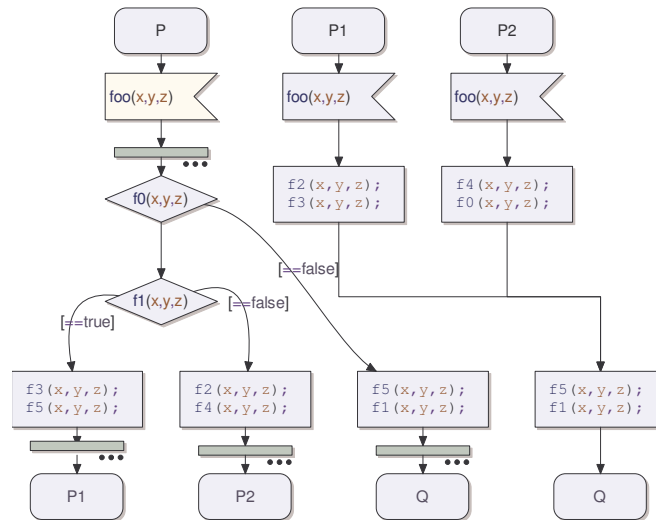 P
P1
P2
foo(x,y,z)
foo(x,y,z)
foo(x,y,z)
f0(x,y,z)
f2(x,y,z);
f3(x,y,z);
f4(x,y,z);
f0(x,y,z);
[==false]
f1(x,y,z)
[==true]
[==false]
f3(x,y,z);
f5(x,y,z);
f2(x,y,z);
f4(x,y,z);
f5(x,y,z);
f1(x,y,z);
f5(x,y,z);
f1(x,y,z);
P1
P2
Q
Q